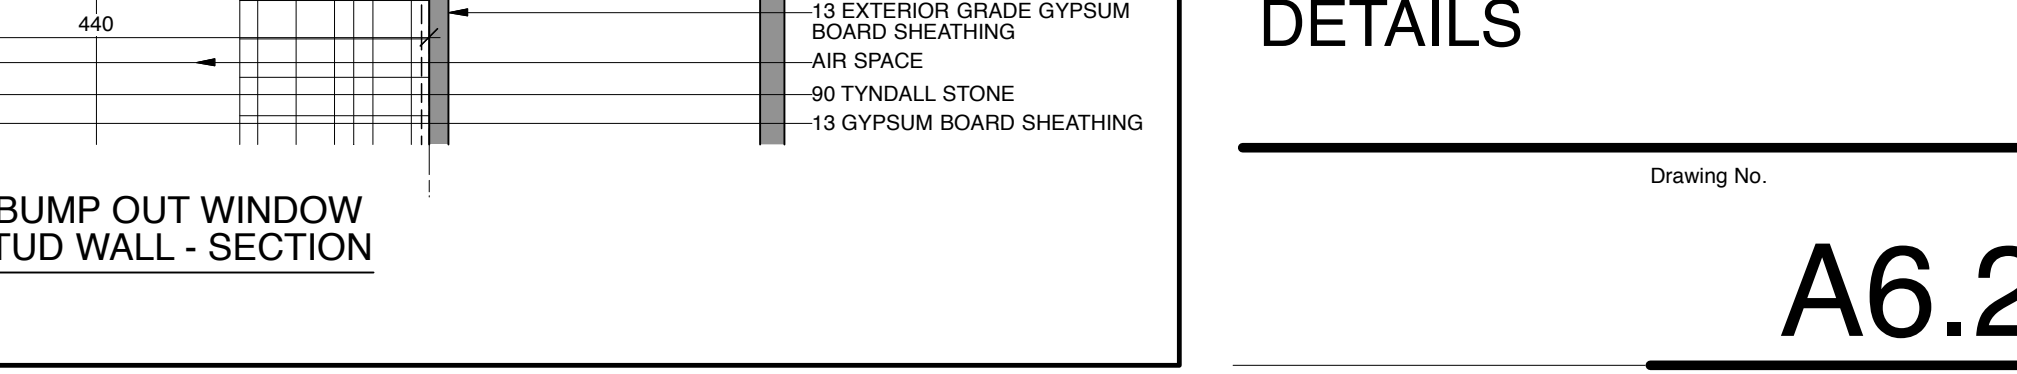 440
13 EXTERIOR GRADE GYPSUM
BOARD SHEATHING
AIR SPACE
90 TYNDALL STONE
13 GYPSUM BOARD SHEATHING
BUMP OUT WINDOW
TUD WALL - SECTION
DETAILS
Drawing No.
A6.2